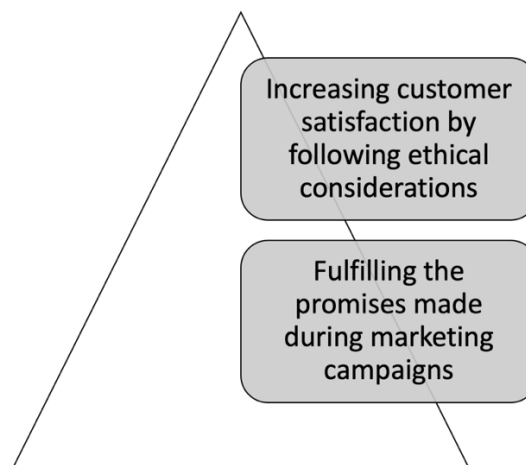 Increasing customer
satisfaction by
following ethical
considerations
Fulfilling the
promises made
during marketing
campaigns